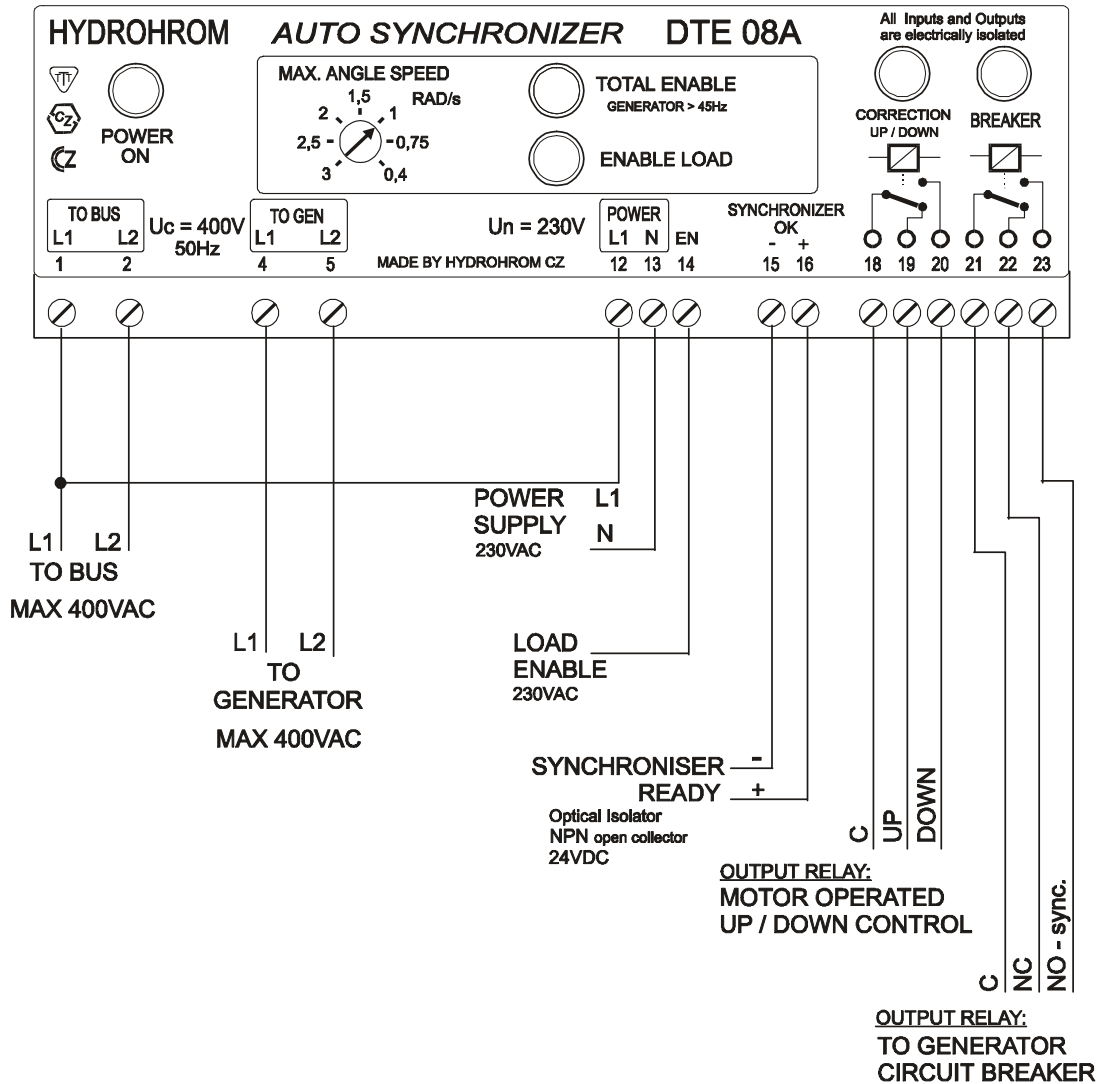 HYDROHROM AUTO SYNCHRONIZER DTE 08A
All Inputs and Outputs
are electrically isolated
POWER
ON
MAX. ANGLE SPEED
RAD/s
1,5
2 1
2,5 - -0,75
3 0,4
TOTAL ENABLE
GENERATOR > 45Hz
ENABLE LOAD
CORRECTION
UP / DOWN
BREAKER
CZ
CZ
TO BUS
L1 L2
Uc = 400V
50Hz
TO GEN
L1 L2
Un = 230V
POWER
L1 N EN
SYNCHRONIZER
OK
- +
1 2 4 5 MADE BY HYDROHROM CZ 12 13 14 15 16 18 19 20 21 22 23
POWER L1
SUPPLY N
230VAC
L1 L2
TO BUS
MAX 400VAC
L1 L2
TO
GENERATOR
MAX 400VAC
LOAD
ENABLE
230VAC
SYNCHRONISER -
READY +
Optical Isolator
NPN open collector
24VDC
C
UP
DOWN
OUTPUT RELAY:
MOTOR OPERATED
UP / DOWN CONTROL
C
NC
NO - sync.
OUTPUT RELAY:
TO GENERATOR
CIRCUIT BREAKER